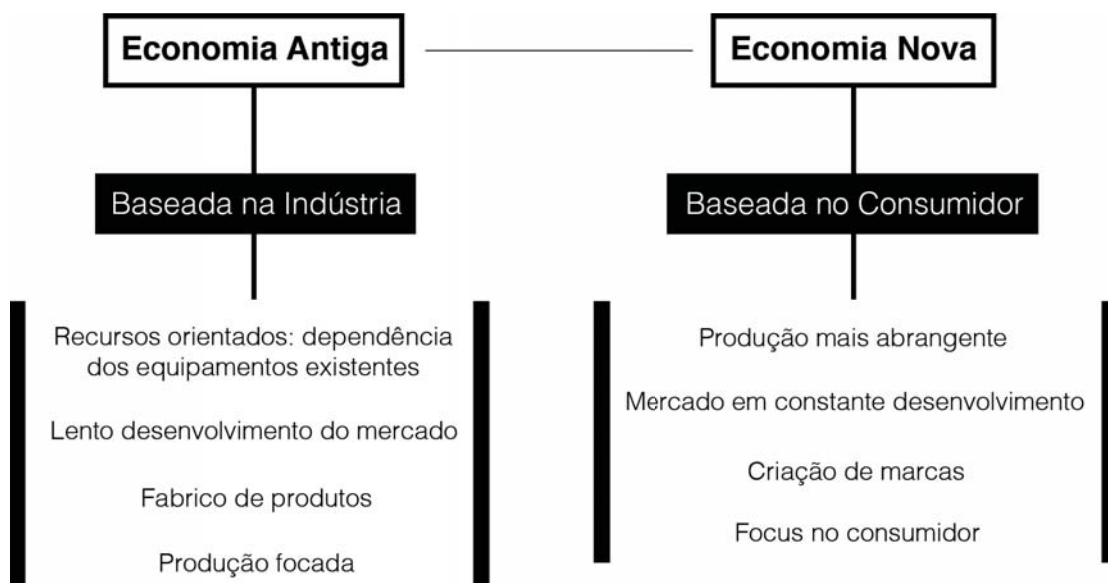 Economia Antiga
Baseada na Indústria
Recursos orientados: dependência
dos equipamentos existentes
Lento desenvolvimento do mercado
Fabrico de produtos
Produção focada
Economia Nova
Baseada no Consumidor
Produção mais abrangente
Mercado em constante desenvolvimento
Criação de marcas
Focus no consumidor